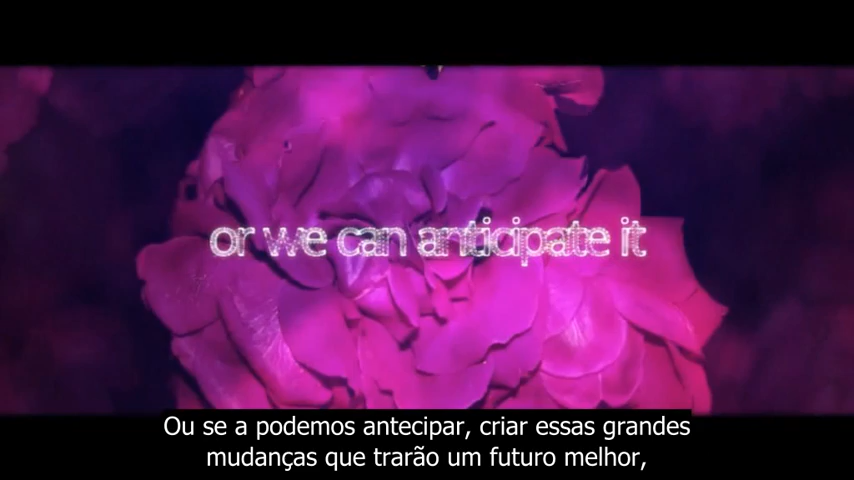 or we can anticipate it
Ou se a podemos antecipar, criar essas grandes
mudanças que trarão um futuro melhor,